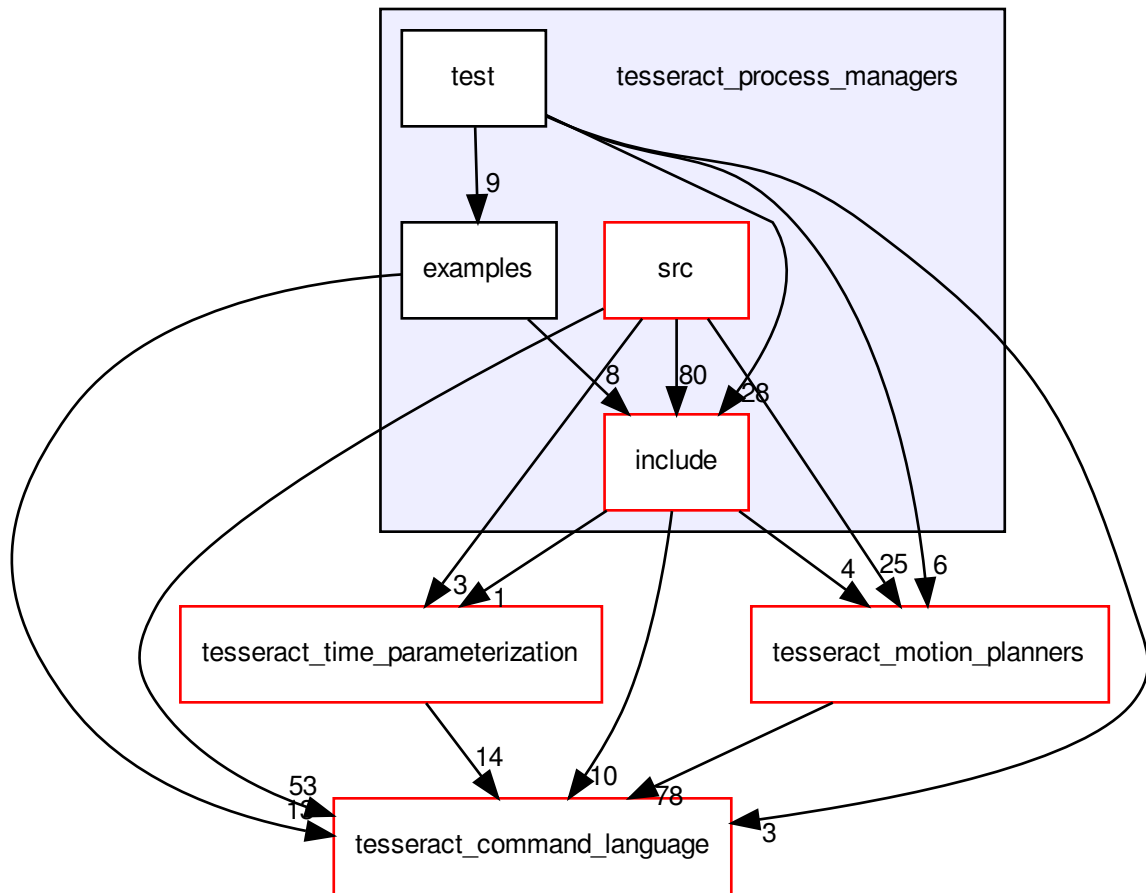 test
tesseract_process_managers
9
examples
src
8
80
28
include
3
1
4
25
6
tesseract_time_parameterization
tesseract_motion_planners
14
10
78
53
13
3
tesseract_command_language